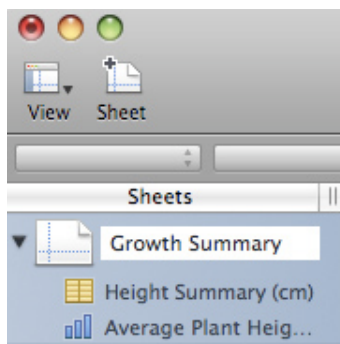 View Sheet
Sheets
Growth Summary
Height Summary (cm)
Average Plant Heig...